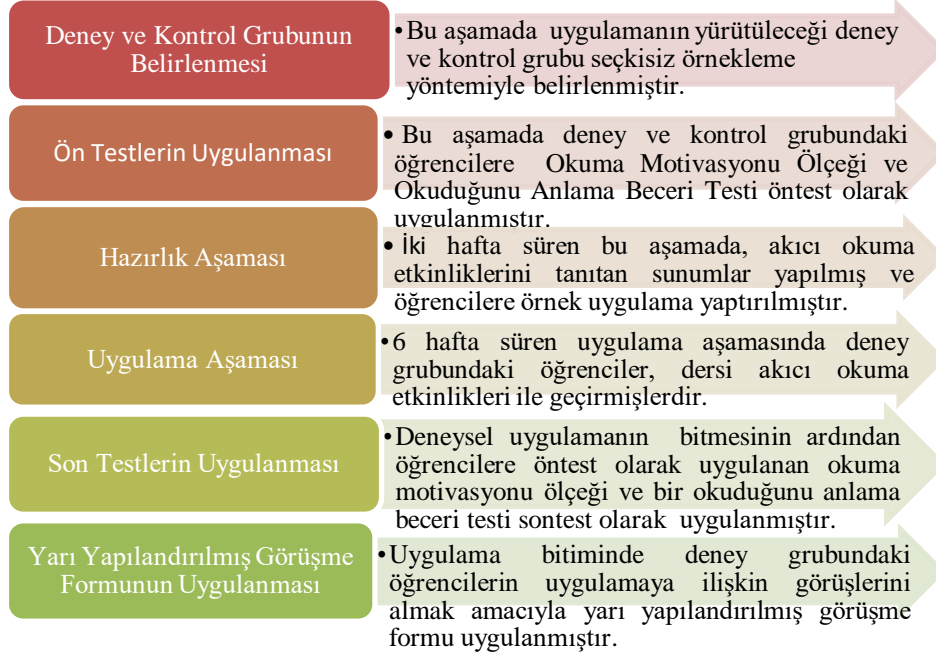 Deney ve Kontrol Grubunun
Belirlenmesi
•Bu aşamada uygulamanın yürütüleceği deney
ve kontrol grubu seçkisiz örnekleme
yöntemiyle belirlenmiştir.
Ön Testlerin Uygulanması
• Bu aşamada deney ve kontrol grubundaki
öğrencilere Okuma Motivasyonu Ölçeği ve
Okuduğunu Anlama Beceri Testi öntest olarak
uygulanmıştır.
Hazırlık Aşaması
• İki hafta süren bu aşamada, akıcı okuma
etkinliklerini tanıtan sunumlar yapılmış ve
öğrencilere örnek uygulama yaptırılmıştır.
Uygulama Aşaması
•6 hafta süren uygulama aşamasında deney
grubundaki öğrenciler, dersi akıcı okuma
etkinlikleri ile geçirmişlerdir.
Son Testlerin Uygulanması
•Deneysel uygulamanın bitmesinin ardından
öğrencilere öntest olarak uygulanan okuma
motivasyonu ölçeği ve bir okuduğunu anlama
beceri testi sontest olarak uygulanmıştır.
Yarı Yapılandırılmış Görüşme
Formunun Uygulanması
•Uygulama bitiminde deney grubundaki
öğrencilerin uygulamaya ilişkin görüşlerini
almak amacıyla yarı yapılandırılmış görüşme
formu uygulanmıştır.